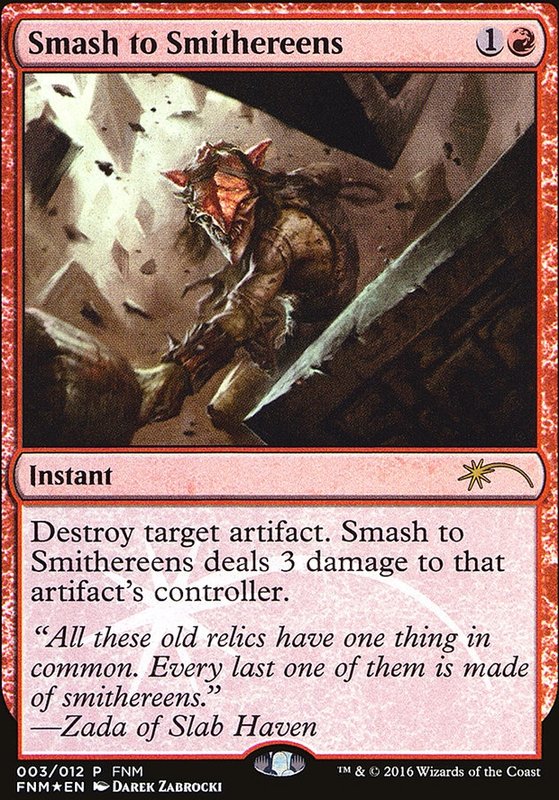 Smash to Smithereens 1
Instant
Destroy target artifact. Smash to
Smithereens deals 3 damage to that
artifact's controller.
“All these old relics have one thing in
common. Every last one of them is made
of smithereens.”
—Zada of Slab Haven
003/012 P FNM
FNM★EN DAREK ZABROCKI
™ & © 2016 Wizards of the Coast